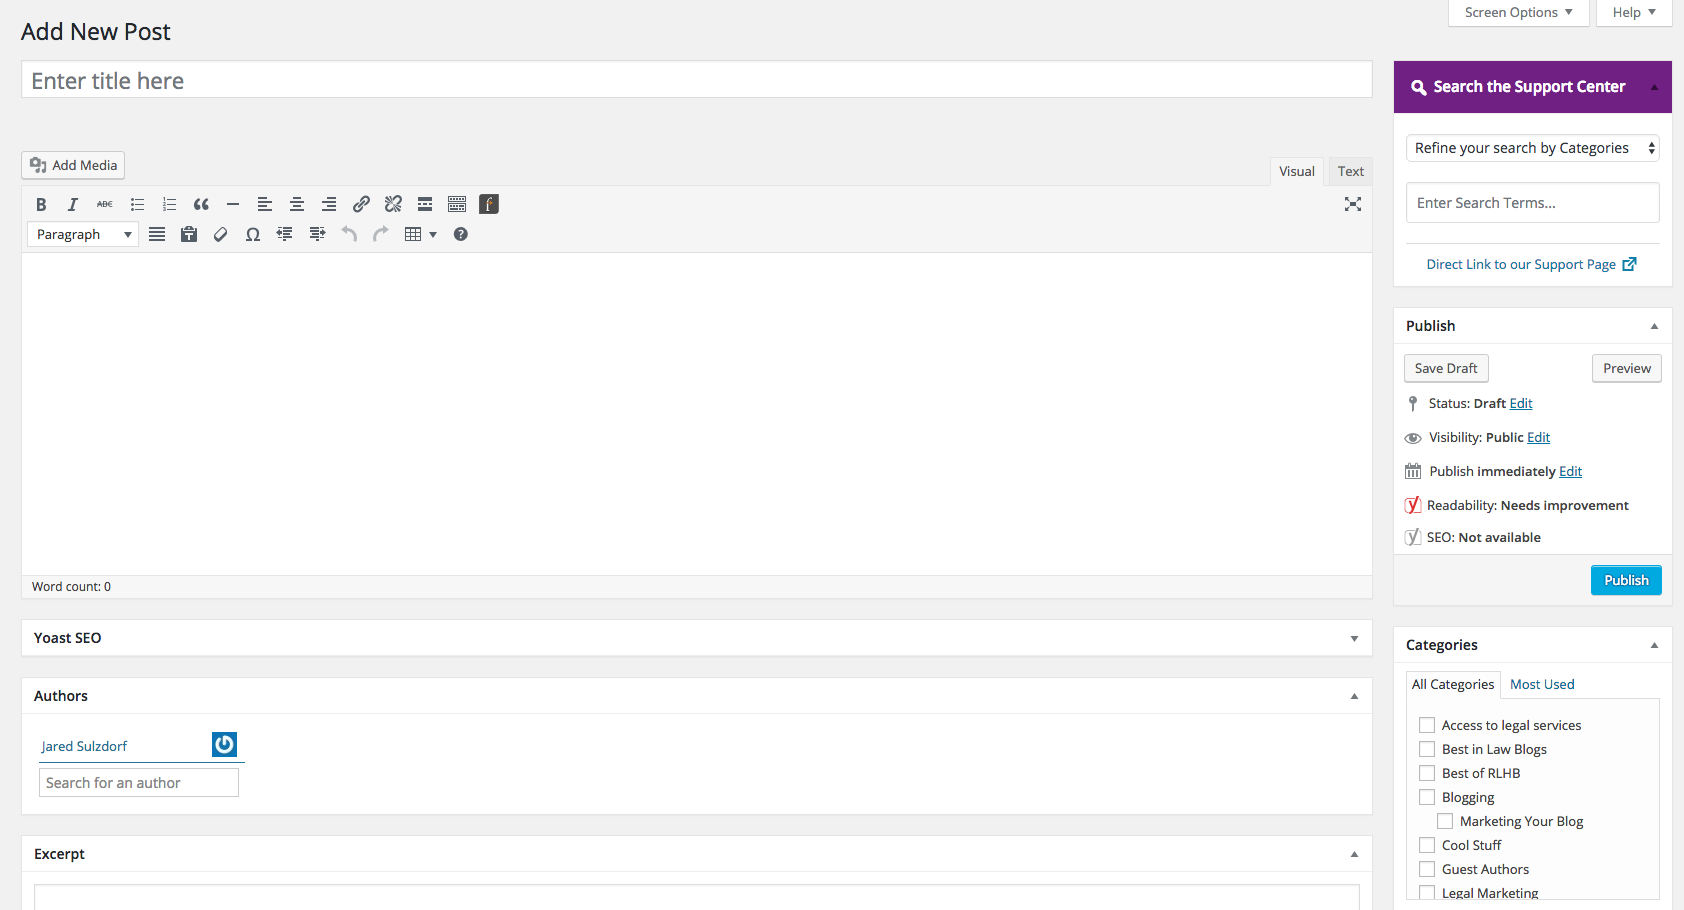 Screen Options
Help
Add New Post
Enter title here
Add Media
Visual
Text
B I ABC
Paragraph
Word count: 0
Yoast SEO
Authors
Jared Sulzdorf
Search for an author
Excerpt
Search the Support Center
Refine your search by Categories
Enter Search Terms...
Direct Link to our Support Page
Publish
Save Draft
Preview
Status: Draft Edit
Visibility: Public Edit
Publish immediately Edit
Readability: Needs improvement
SEO: Not available
Publish
Categories
All Categories
Most Used
Access to legal services
Best in Law Blogs
Best of RLHB
Blogging
Marketing Your Blog
Cool Stuff
Guest Authors
Legal Marketing